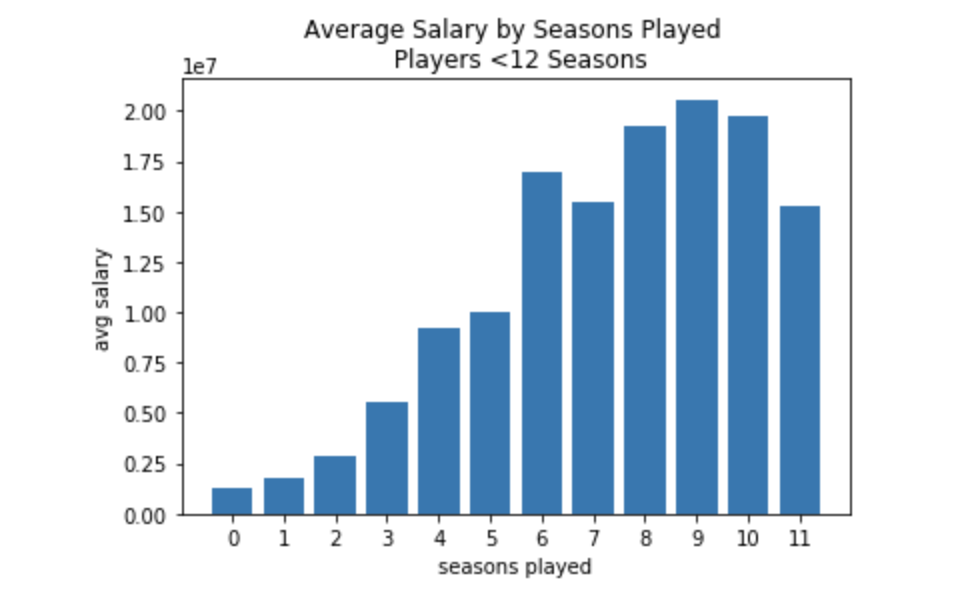 Average Salary by Seasons Played
Players <12 Seasons
1e7
2.00
1.75
1.50
1.25
1.00
0.75
0.50
0.25
0.00
avg salary
0 1 2 3 4 5 6 7 8 9 10 11
seasons played